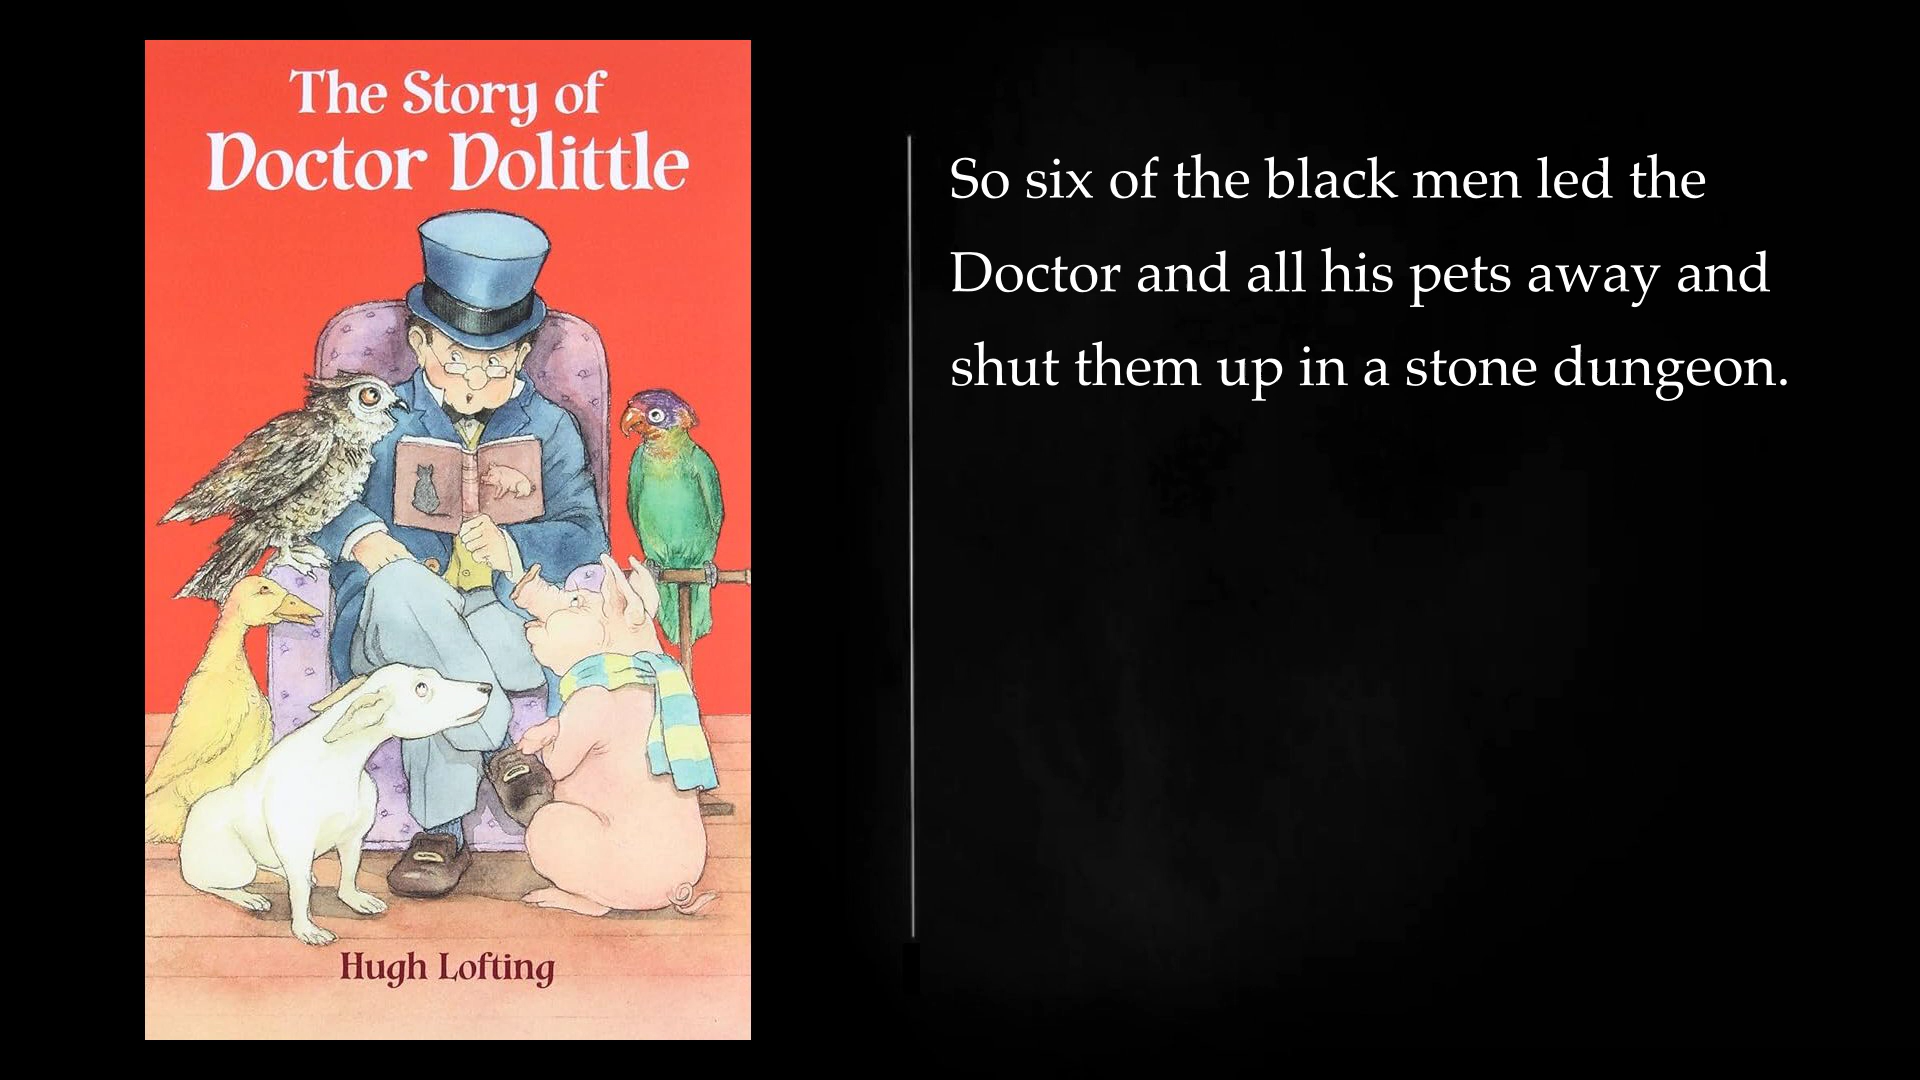 The Story of
Doctor Dolittle
Hugh Lofting
So six of the black men led the
Doctor and all his pets away and
shut them up in a stone dungeon.